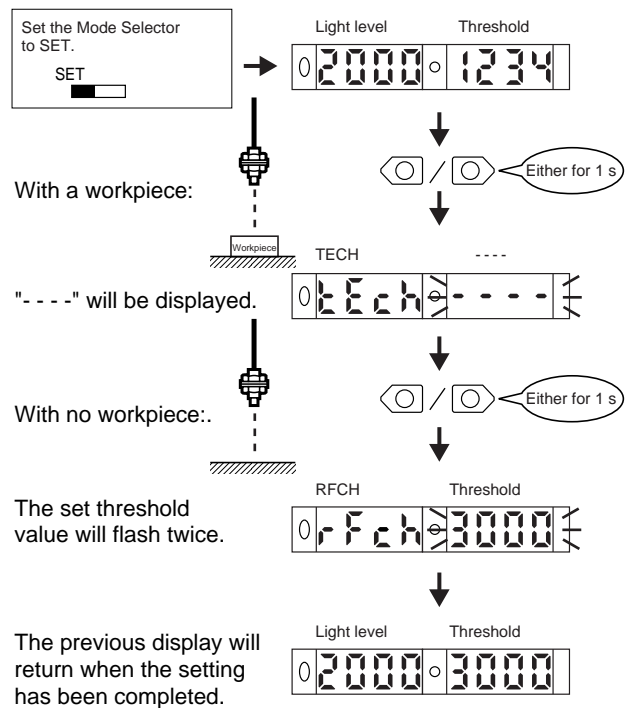 Set the Mode Selector
to SET.
SET
Light level Threshold
2000 1234
Either for 1 s
With a workpiece:
Workpiece
TECH - - - -
tEch - - - -
"- - - -" will be displayed.
Either for 1 s
With no workpiece:.
RFCH Threshold
rFch 3000
The set threshold
value will flash twice.
Light level Threshold
2000 3000
The previous display will
return when the setting
has been completed.